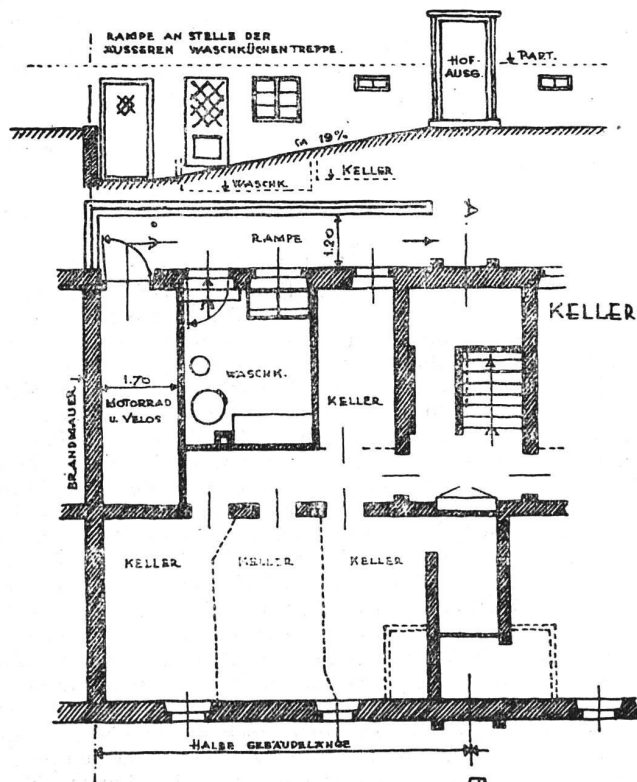 RAMPE AN STELLE DER
ÄUSSEREN WASCHKÜCHENTREPPE.
HOF-
AUSG.
PART.
CA 19%
WASCHK.
KELLER
A
RAMPE
1.20
KELLER
1.70
MOTORRAD
U. VELOS
WASCHK.
KELLER
BRANDMAUER
KELLER
KELLER
KELLER
HALBE GEBÄUDELÄNGE